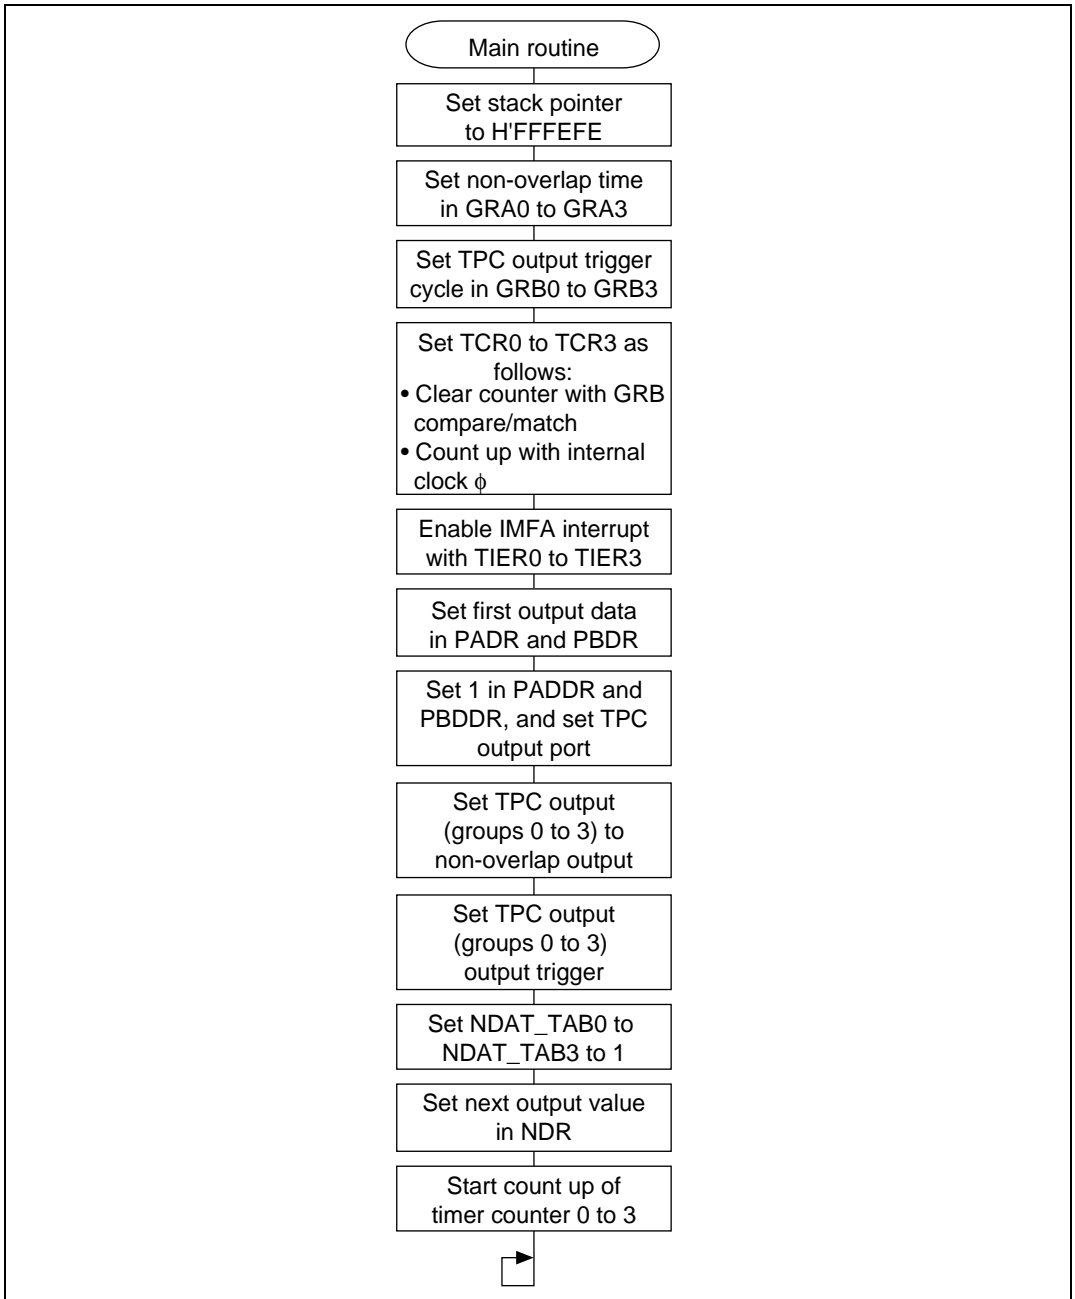 Main routine
Set stack pointer
to H'FFFEFE
Set non-overlap time
in GRA0 to GRA3
Set TPC output trigger
cycle in GRB0 to GRB3
Set TCR0 to TCR3 as
follows:
• Clear counter with GRB
compare/match
• Count up with internal
clock ϕ
Enable IMFA interrupt
with TIER0 to TIER3
Set first output data
in PADR and PBDR
Set 1 in PADDR and
PBDDR, and set TPC
output port
Set TPC output
(groups 0 to 3) to
non-overlap output
Set TPC output
(groups 0 to 3)
output trigger
Set NDAT_TAB0 to
NDAT_TAB3 to 1
Set next output value
in NDR
Start count up of
timer counter 0 to 3